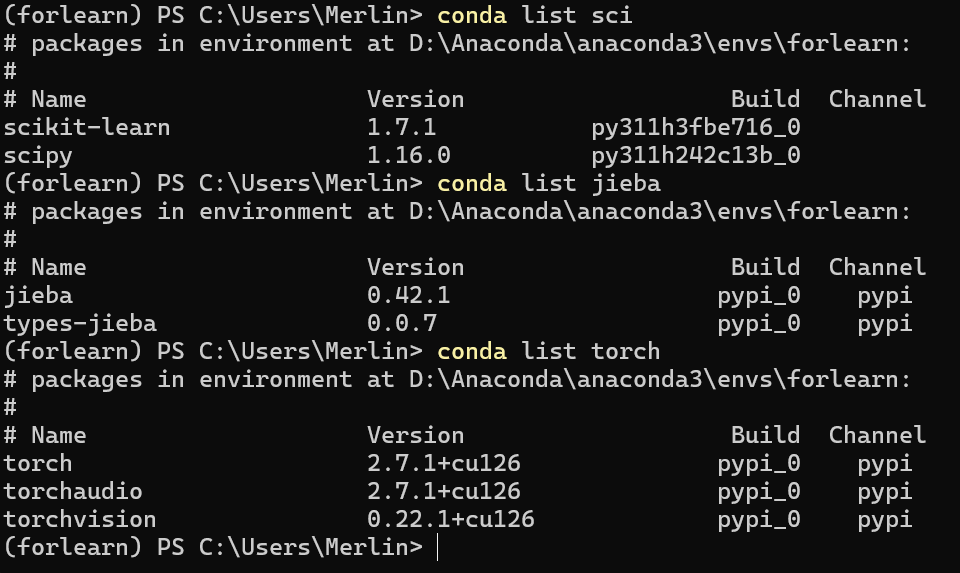 (forlearn) PS C:\Users\Merlin> conda list sci
# packages in environment at D:\Anaconda\anaconda3\envs\forlearn:
#
# Name                    Version                   Build  Channel
scikit-learn              1.7.1           py311h3fbe716_0
scipy                     1.16.0          py311h242c13b_0
(forlearn) PS C:\Users\Merlin> conda list jieba
# packages in environment at D:\Anaconda\anaconda3\envs\forlearn:
#
# Name                    Version                   Build  Channel
jieba                     0.42.1                   pypi_0    pypi
types-jieba               0.0.7                    pypi_0    pypi
(forlearn) PS C:\Users\Merlin> conda list torch
# packages in environment at D:\Anaconda\anaconda3\envs\forlearn:
#
# Name                    Version                   Build  Channel
torch                     2.7.1+cu126              pypi_0    pypi
torchaudio                2.7.1+cu126              pypi_0    pypi
torchvision               0.22.1+cu126             pypi_0    pypi
(forlearn) PS C:\Users\Merlin>